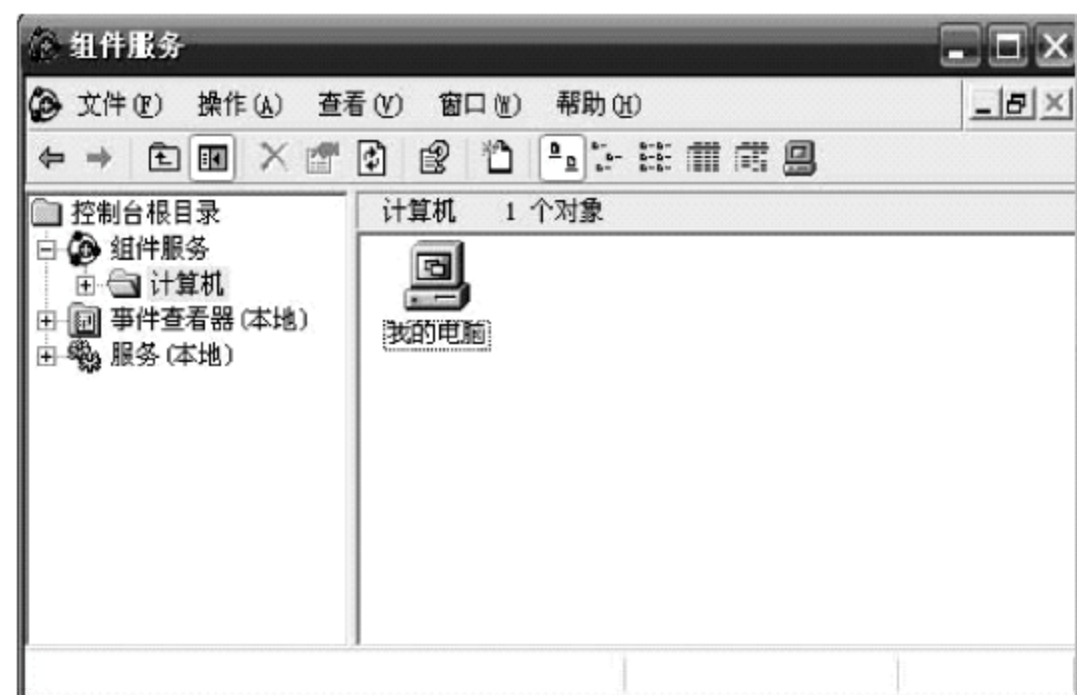 组件服务
文件(F) 操作(A) 查看(V) 窗口(W) 帮助(H)
控制台根目录
组件服务
计算机
事件查看器(本地)
服务(本地)
计算机 1 个对象
我的电脑